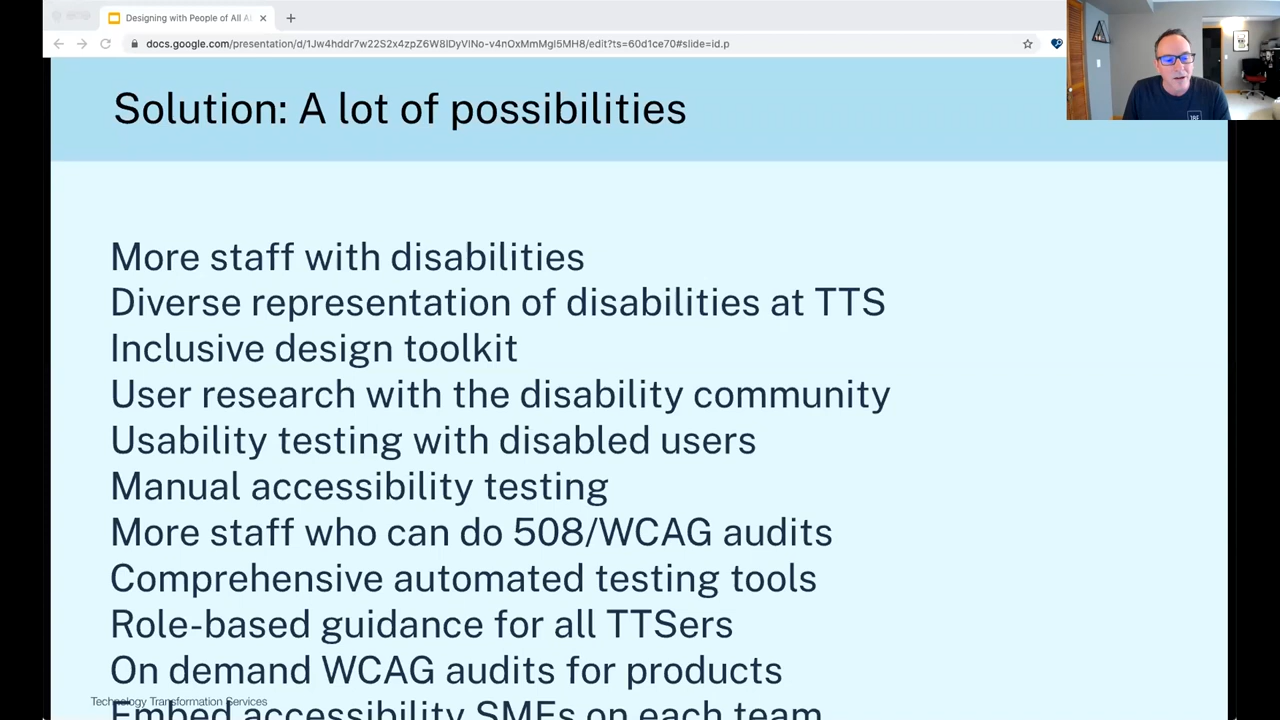 Designing with People of All A
docs.google.com/presentation/d/1Jw4hddr7w22S2x4zpZ6W8lDyVlNo-v4nOxMmMgl5MH8/edit?ts=60d1ce70#slide=id.p
Solution: A lot of possibilities
18F
More staff with disabilities
Diverse representation of disabilities at TTS
Inclusive design toolkit
User research with the disability community
Usability testing with disabled users
Manual accessibility testing
More staff who can do 508/WCAG audits
Comprehensive automated testing tools
Role-based guidance for all TTSers
On demand WCAG audits for products
Technology Transformation Services
Embed accessibility SMEs on each team